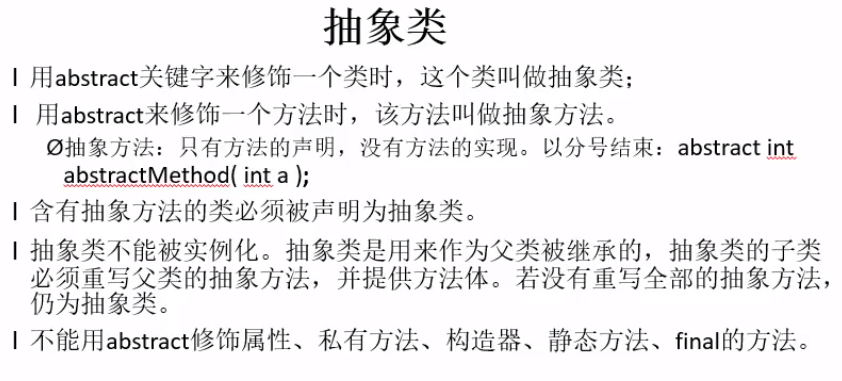 抽象类
l 用abstract关键字来修饰一个类时，这个类叫做抽象类；
l 用abstract来修饰一个方法时，该方法叫做抽象方法。
Ø抽象方法：只有方法的声明，没有方法的实现。以分号结束：abstract int
abstractMethod( int a );
l 含有抽象方法的类必须被声明为抽象类。
l 抽象类不能被实例化。抽象类是用来作为父类被继承的，抽象类的子类
必须重写父类的抽象方法，并提供方法体。若没有重写全部的抽象方法，
仍为抽象类。
l 不能用abstract修饰属性、私有方法、构造器、静态方法、final的方法。